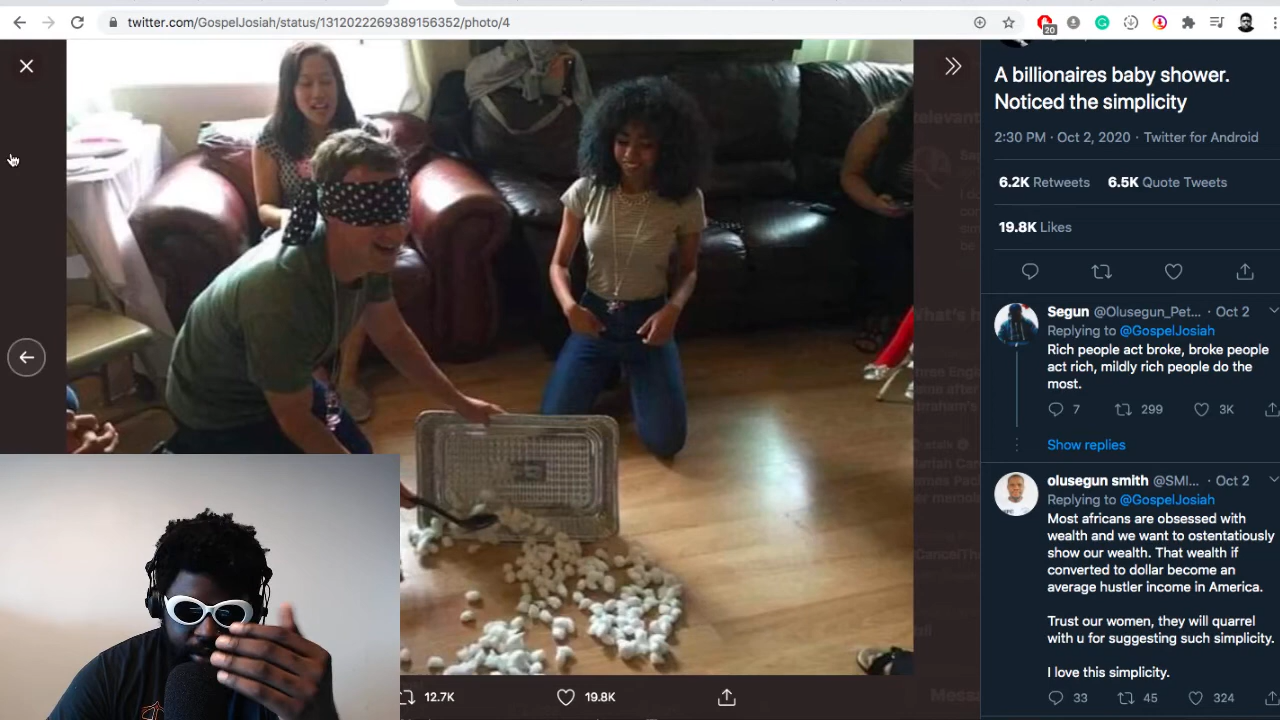 twitter.com/GospelJosiah/status/1312022269389156352/photo/4
20
A billionaires baby shower.
Noticed the simplicity
2:30 PM · Oct 2, 2020 · Twitter for Android
6.2K Retweets 6.5K Quote Tweets
19.8K Likes
Segun @Olusegun_Pet... · Oct 2
Replying to @GospelJosiah
Rich people act broke, broke people
act rich, mildly rich people do the
most.
7 299 3K
Show replies
olusegun smith @SMI... · Oct 2
Replying to @GospelJosiah
Most africans are obsessed with
wealth and we want to ostentatiously
show our wealth. That wealth if
converted to dollar become an
average hustler income in America.
Trust our women, they will quarrel
with u for suggesting such simplicity.
I love this simplicity.
33 45 324
12.7K 19.8K